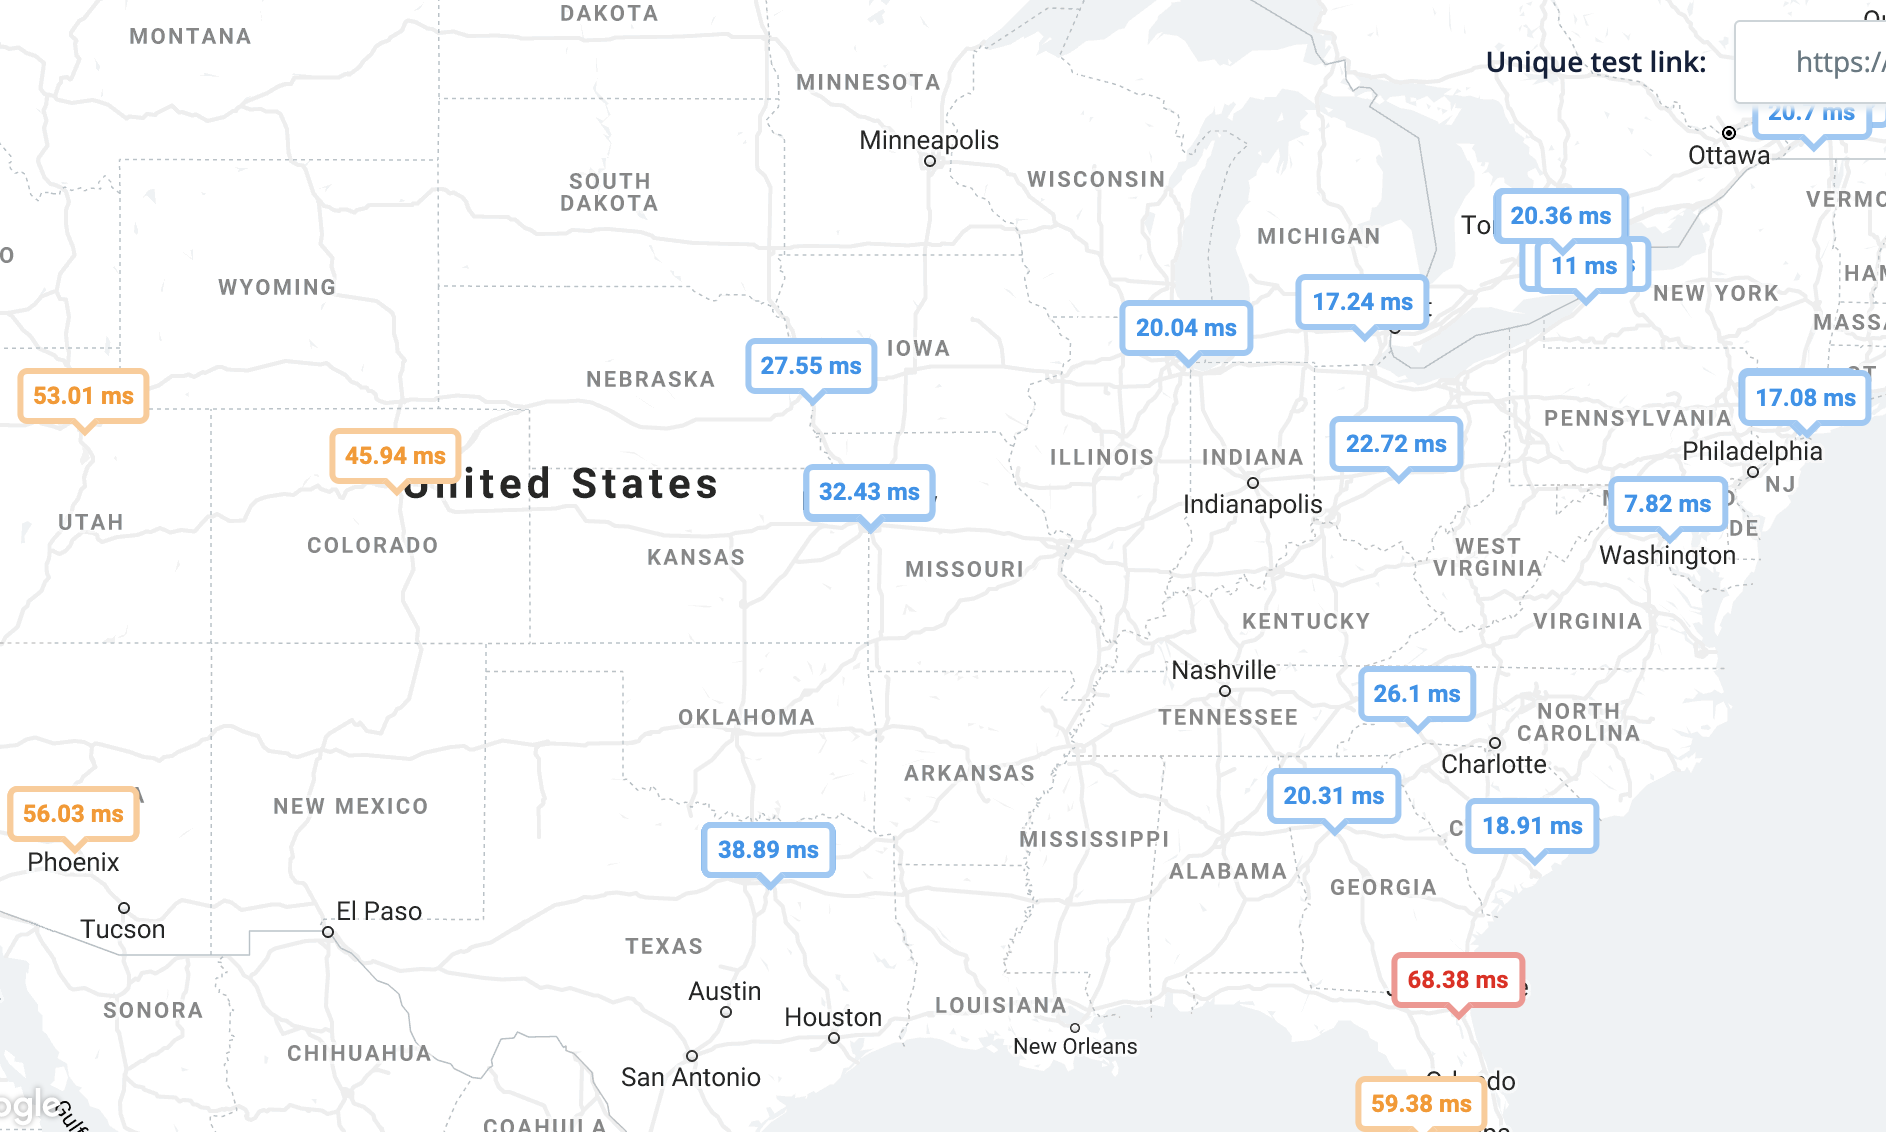 DAKOTA
MONTANA
Unique test link:
https://
MINNESOTA
20.7 ms
Minneapolis
Ottawa
SOUTH
DAKOTA
WISCONSIN
VERMO
20.36 ms
MICHIGAN
To
11 ms
HAM
WYOMING
NEW YORK
17.24 ms
20.04 ms
MASSA
IOWA
27.55 ms
NEBRASKA
53.01 ms
17.08 ms
PENNSYLVANIA
22.72 ms
Philadelphia
45.94 ms
ILLINOIS
INDIANA
United States
NJ
32.43 ms
Indianapolis
7.82 ms
DE
UTAH
COLORADO
KANSAS
WEST
VIRGINIA
Washington
MISSOURI
KENTUCKY
VIRGINIA
Nashville
26.1 ms
OKLAHOMA
TENNESSEE
NORTH
CAROLINA
Charlotte
ARKANSAS
20.31 ms
NEW MEXICO
56.03 ms
18.91 ms
MISSISSIPPI
38.89 ms
Phoenix
ALABAMA
GEORGIA
El Paso
Tucson
TEXAS
68.38 ms
Austin
LOUISIANA
SONORA
Houston
New Orleans
CHIHUAHUA
San Antonio
59.38 ms
ogle
Gulf
COAHUILA